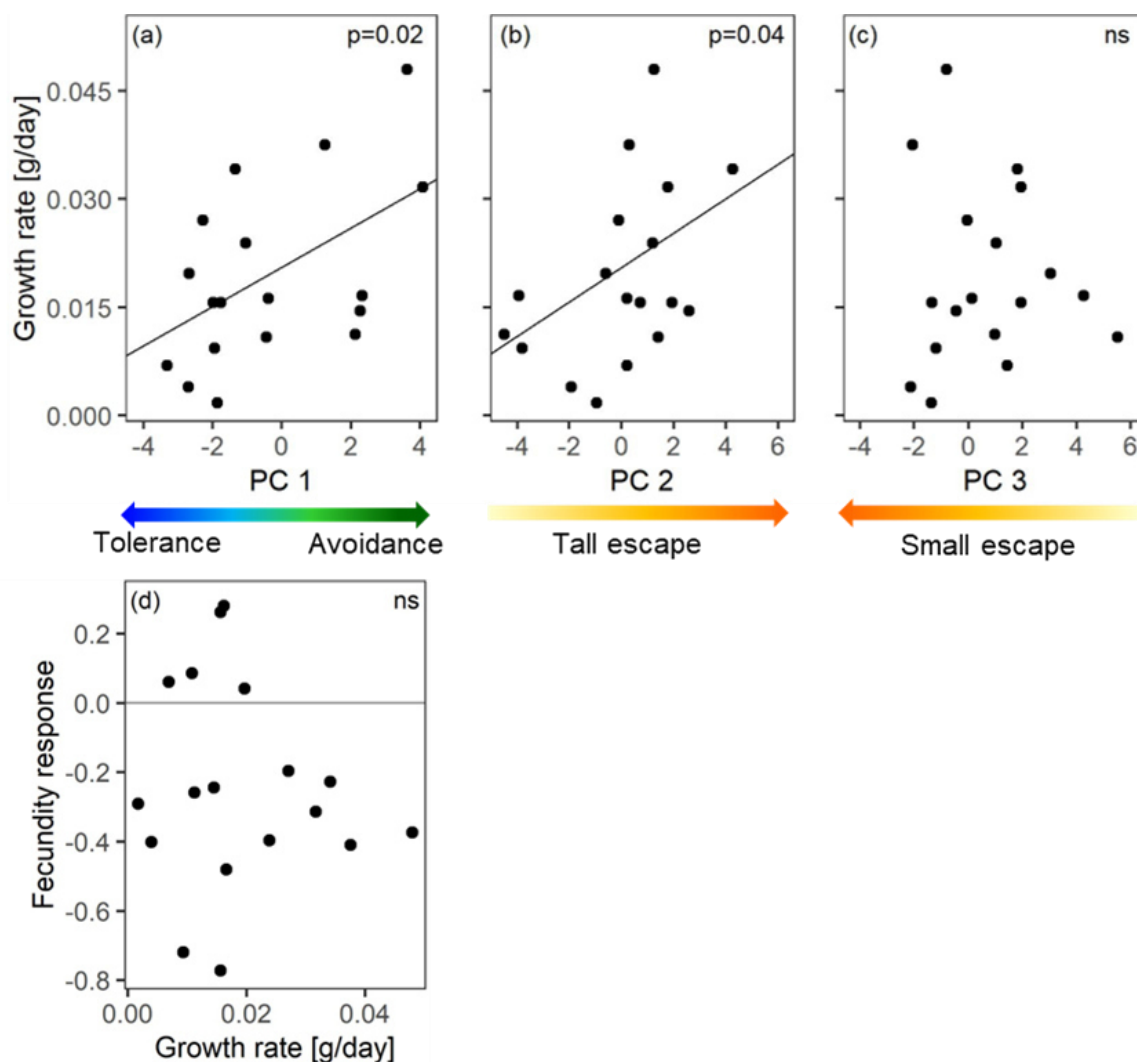 (a) p=0.02
(b) p=0.04
(c) ns
Growth rate [g/day]
0.045
0.030
0.015
0.000
-4 -2 0 2 4
-4 -2 0 2 4 6
-4 -2 0 2 4 6
PC 1
PC 2
PC 3
Tolerance Avoidance
Tall escape
Small escape
(d) ns
Fecundity response
0.2
0.0
-0.2
-0.4
-0.6
-0.8
0.00 0.02 0.04
Growth rate [g/day]